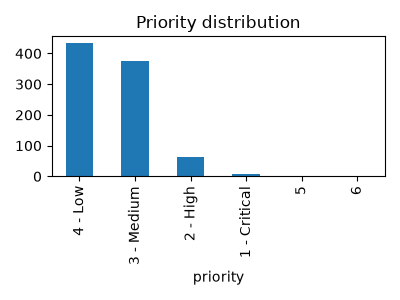 Priority distribution
400
300
200
100
0
4 - Low
3 - Medium
2 - High
1 - Critical
5
6
priority